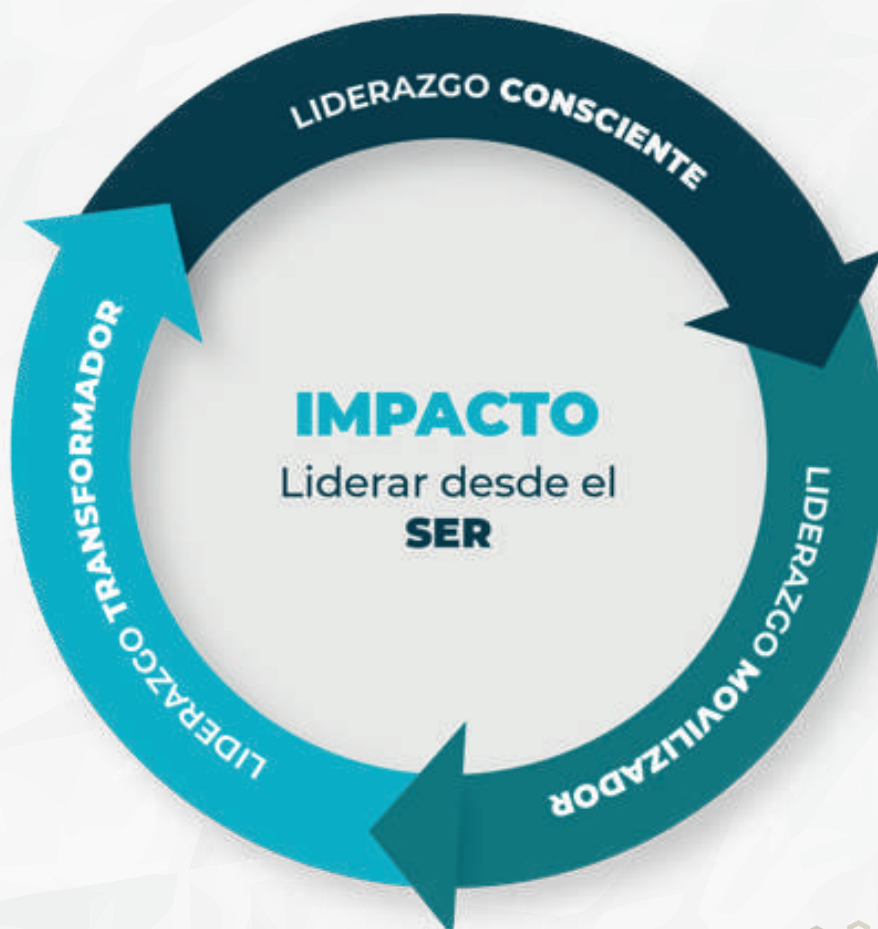 LIDERAZGO CONSCIENTE
IMPACTO
Liderar desde el
SER
LIDERAZGO MOVILIZADOR
LIDERAZGO TRANSFORMADOR